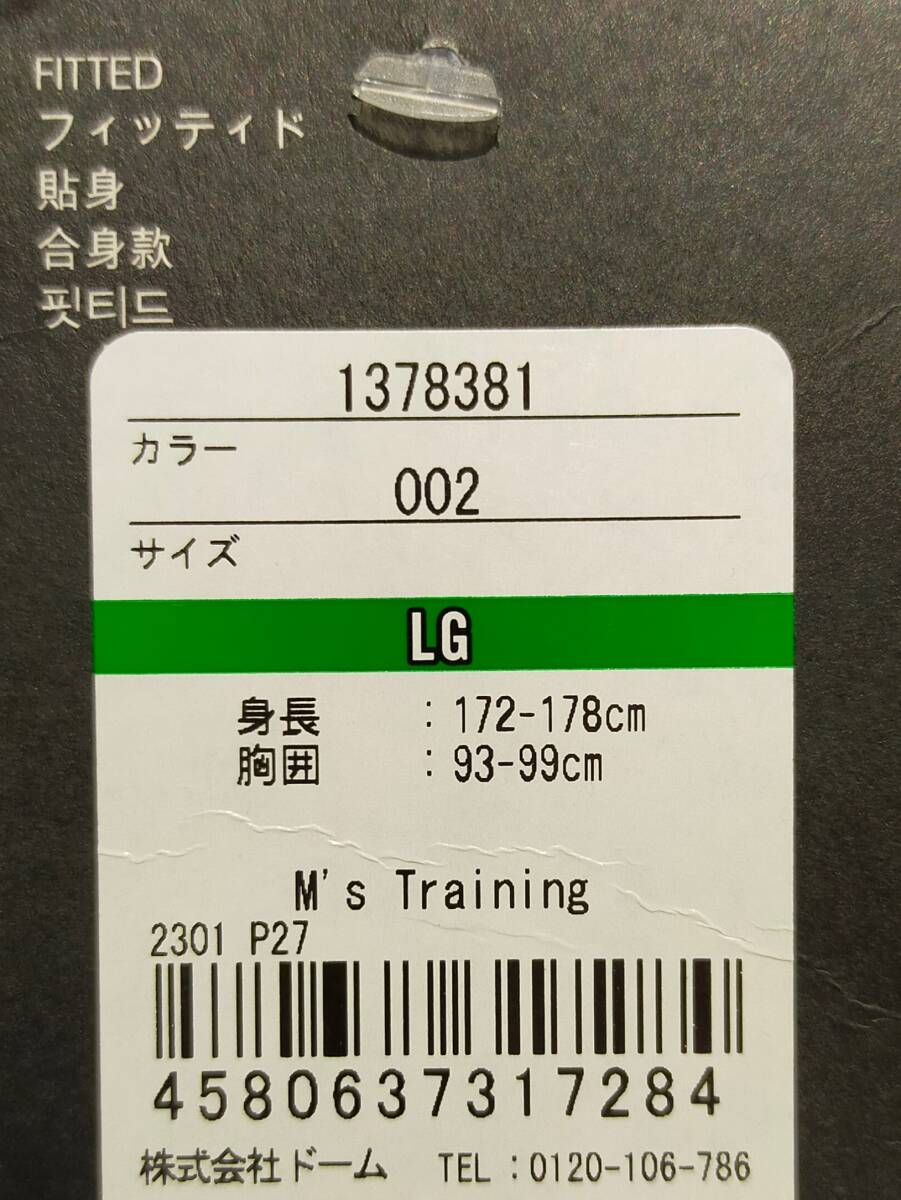 FITTED
フィッティド
貼身
合身款
핏티드
1378381
カラー
002
サイズ
LG
身長 : 172-178cm
胸囲 : 93-99cm
M's Training
2301 P27
4580637317284
株式会社ドーム TEL:0120-106-786